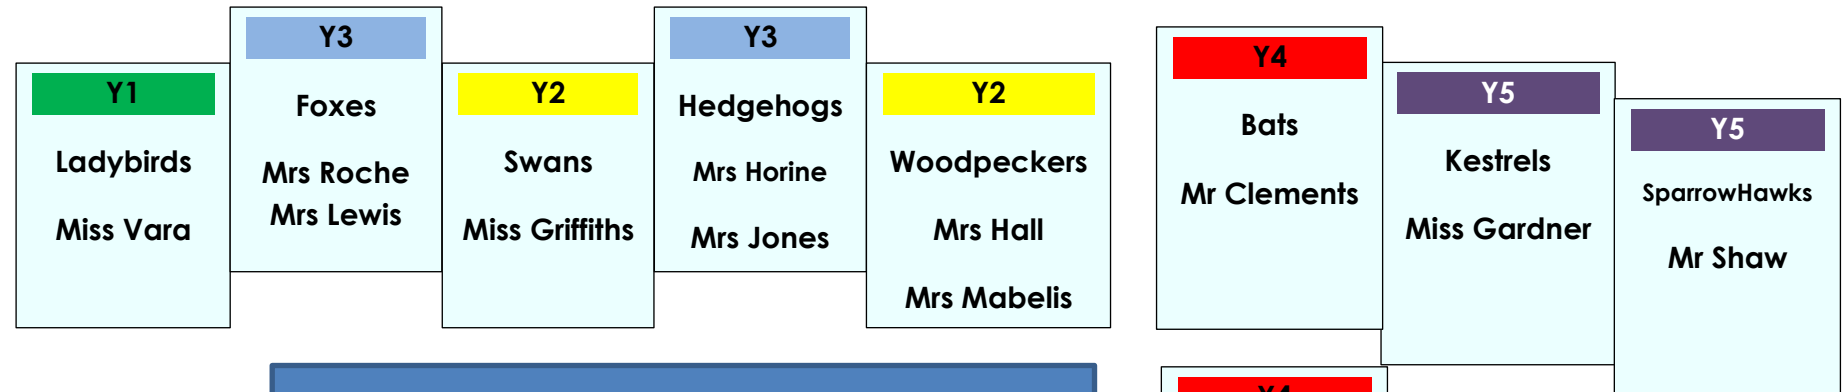 Y1
Ladybirds
Miss Vara
Y3
Foxes
Mrs Roche
Mrs Lewis
Y2
Swans
Miss Griffiths
Y3
Hedgehogs
Mrs Horine
Mrs Jones
Y2
Woodpeckers
Mrs Hall
Mrs Mabelis
Y4
Bats
Mr Clements
Y5
Kestrels
Miss Gardner
Y5
SparrowHawks
Mr Shaw
Y4